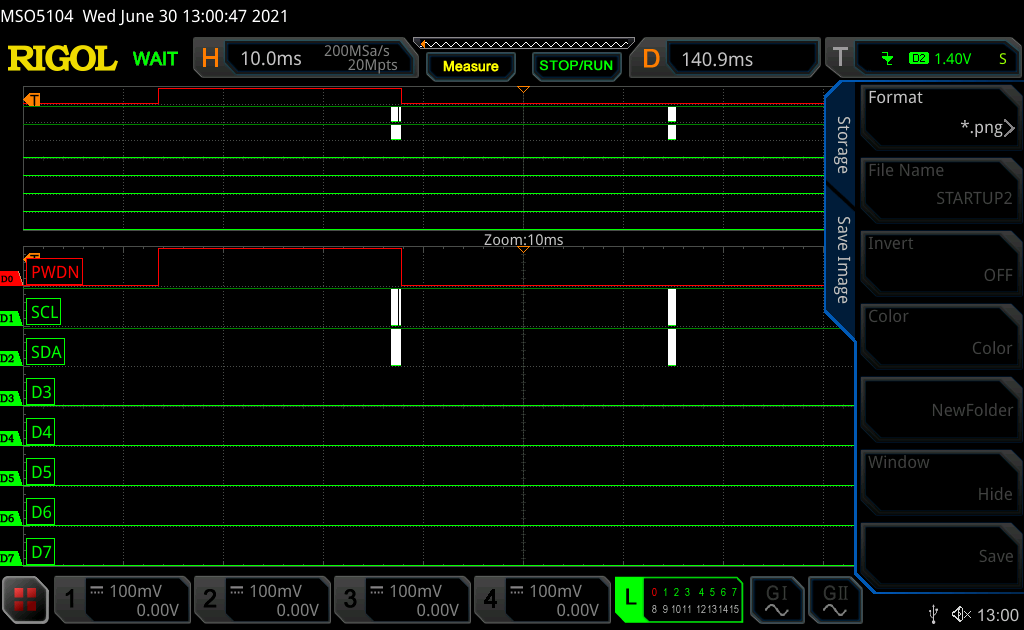 MSO5104 Wed June 30 13:00:47 2021
RIGOL WAIT H 10.0ms 200MSa/s 20Mpts Measure STOP/RUN D 140.9ms T D2 1.40V S
T
Zoom:10ms
T
D0 PWDN
D1 SCL
D2 SDA
D3 D3
D4 D4
D5 D5
D6 D6
D7 D7
Storage
Save Image
Format
*.png
File Name
STARTUP2
Invert
OFF
Color
Color
NewFolder
Window
Hide
Save
1 100mV 0.00V
2 100mV 0.00V
3 100mV 0.00V
4 100mV 0.00V
L 0 1 2 3 4 5 6 7
8 9 10 11 12 13 14 15
GI
GII
13:00